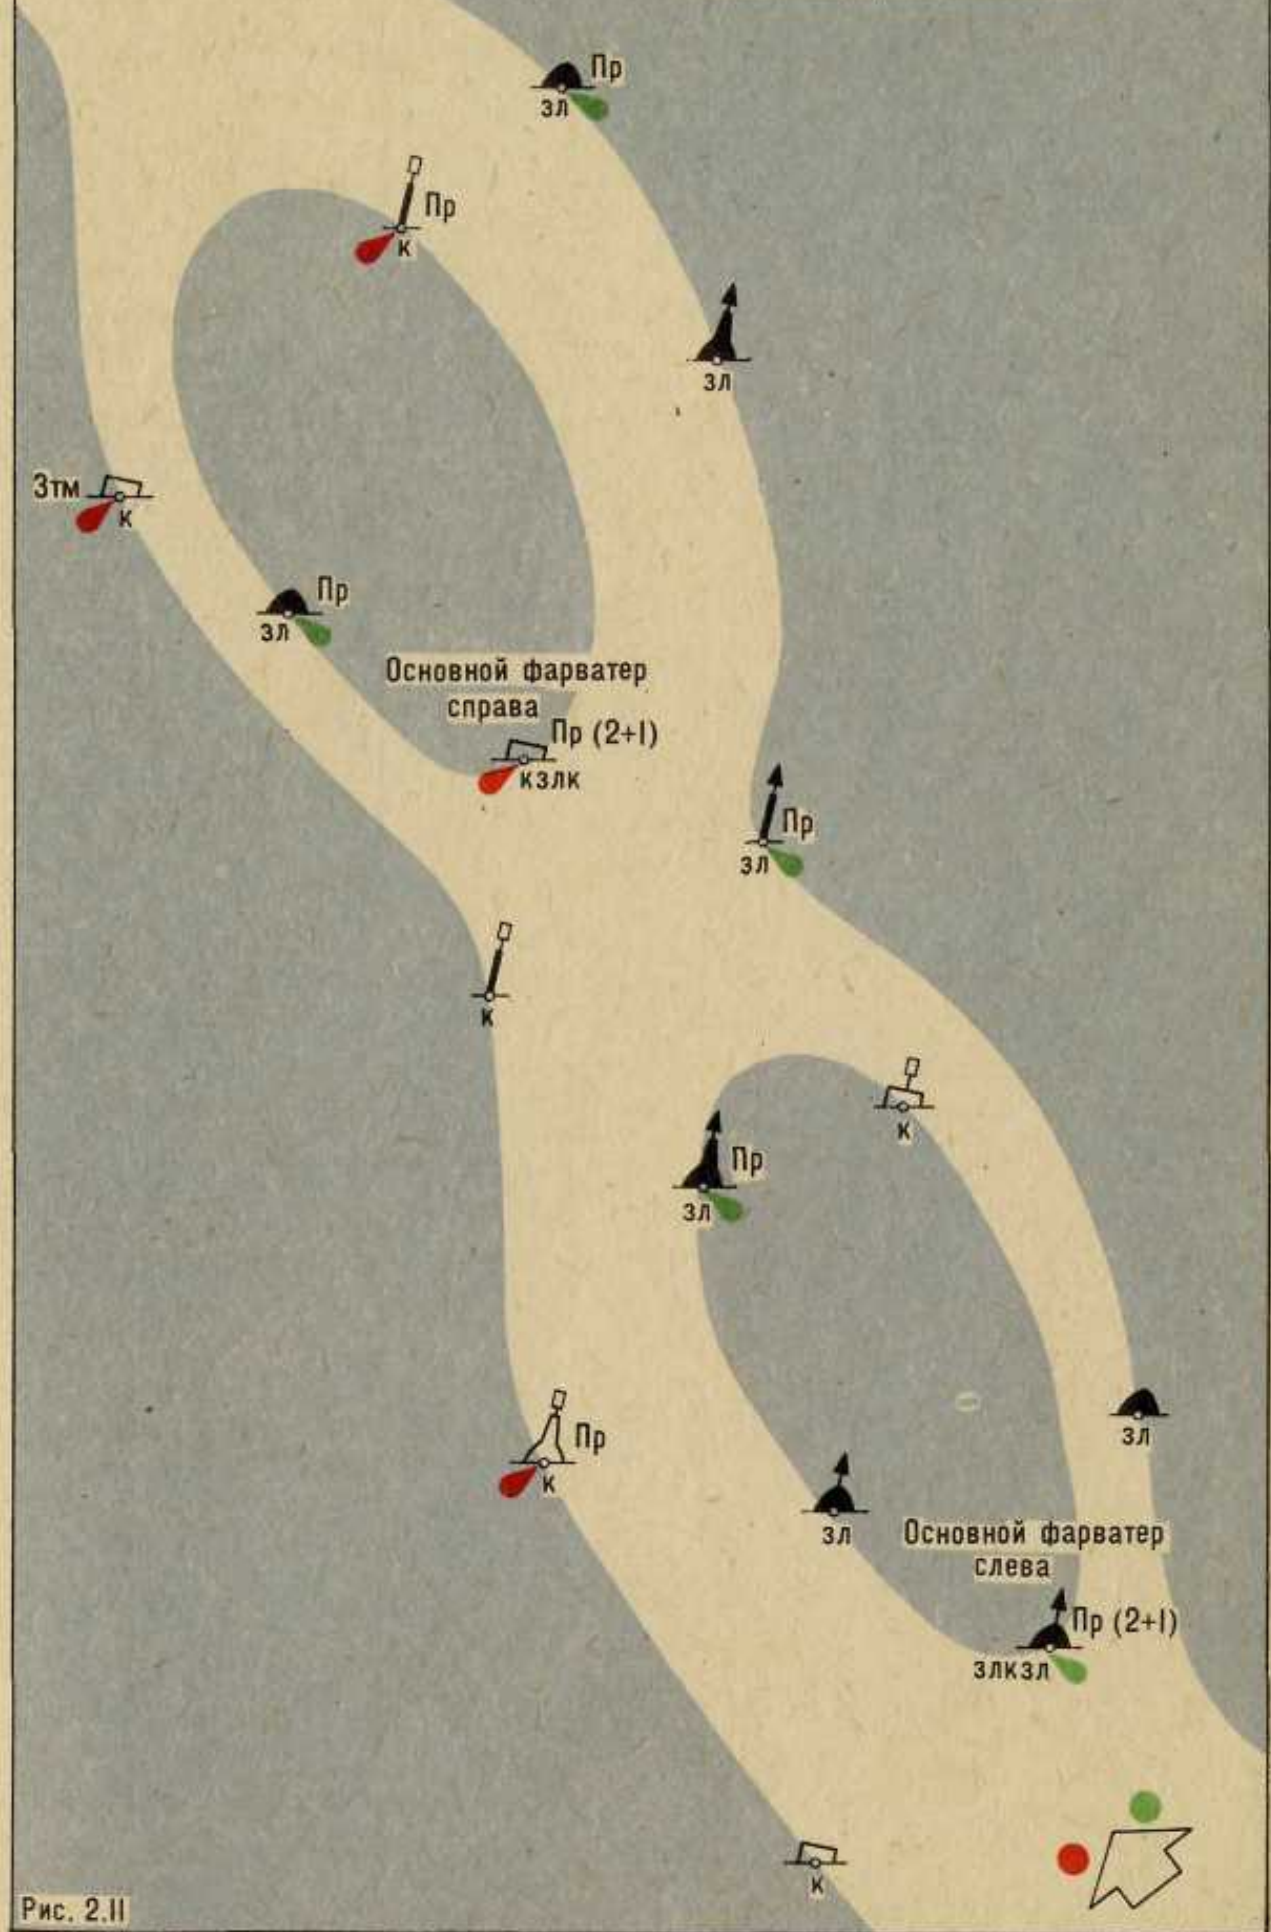 Пр
зл
Пр
к
зл
Зтм
к
Пр
зл
Основной фарватер
справа
Пр (2+1)
кзлк
Пр
зл
к
к
Пр
зл
Пр
к
зл
зл
Основной фарватер
слева
Пр (2+1)
злкзл
к
Рис. 2.11